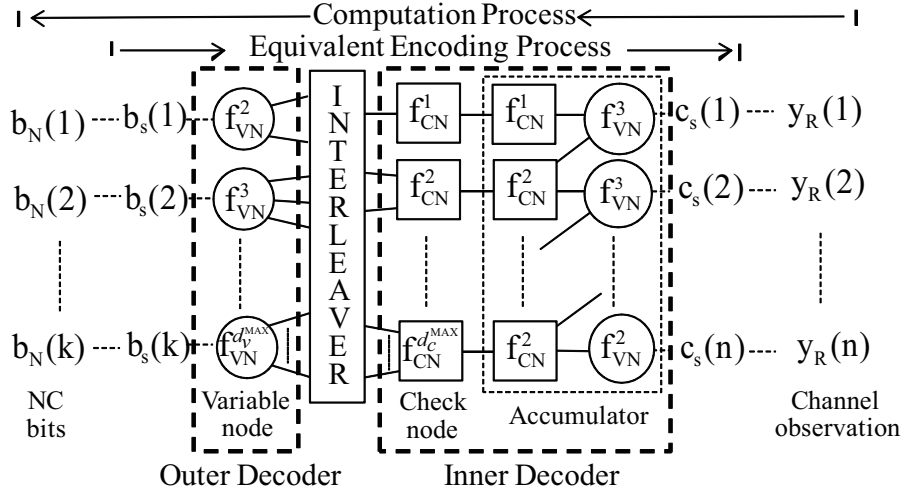 Computation Process
Equivalent Encoding Process
b_N(1) b_s(1) f_VN^2 f_CN^1 f_CN^1 f_VN^3 c_s(1) y_R(1)
b_N(2) b_s(2) f_VN^3 f_CN^2 f_CN^2 f_VN^3 c_s(2) y_R(2)
INTERLEAVER
b_N(k) b_s(k) f_VN^{d_v^MAX} f_CN^{d_c^MAX} f_CN^2 f_VN^2 c_s(n) y_R(n)
NC
bits
Variable
node
Check
node
Accumulator
Channel
observation
Outer Decoder
Inner Decoder